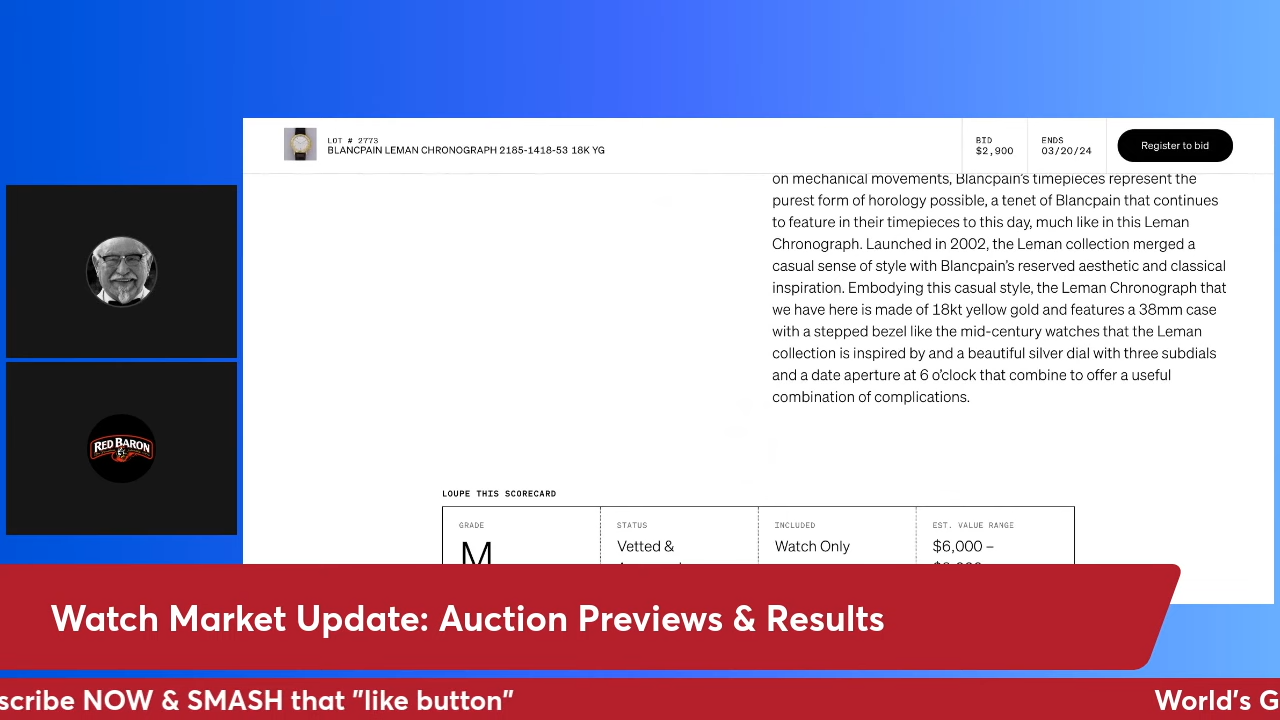 LOT # 2773
BLANCPAIN LEMAN CHRONOGRAPH 2185-1418-53 18K YG
BID
$2,900
ENDS
03/20/24
Register to bid
on mechanical movements, Blancpain's timepieces represent the
purest form of horology possible, a tenet of Blancpain that continues
to feature in their timepieces to this day, much like in this Leman
Chronograph. Launched in 2002, the Leman collection merged a
casual sense of style with Blancpain's reserved aesthetic and classical
inspiration. Embodying this casual style, the Leman Chronograph that
we have here is made of 18kt yellow gold and features a 38mm case
with a stepped bezel like the mid-century watches that the Leman
collection is inspired by and a beautiful silver dial with three subdials
and a date aperture at 6 o'clock that combine to offer a useful
combination of complications.
RED BARON
LOUPE THIS SCORECARD
GRADE
M
STATUS
Vetted &
INCLUDED
Watch Only
EST. VALUE RANGE
$6,000 –
Watch Market Update: Auction Previews & Results
scribe NOW & SMASH that "like button"
World's G